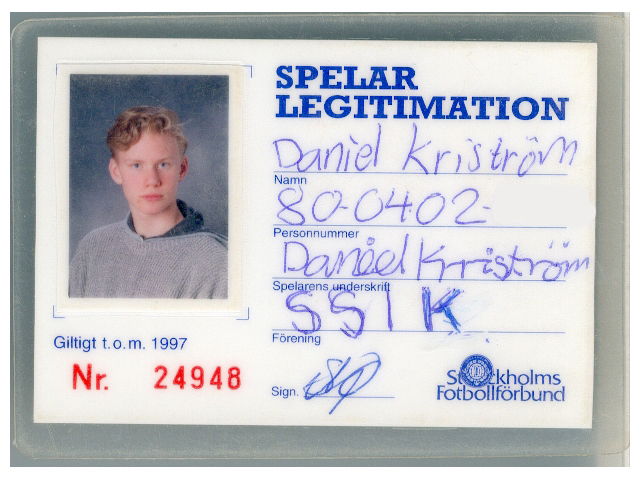 SPELAR
LEGITIMATION
Daniel Kriström
Namn
80-0402-
Personnummer
Daniel Kriström
Spelarens underskrift
SSIK
Förening
Giltigt t.o.m. 1997
Nr. 24948
Sign.
Stockholms
Fotbollförbund